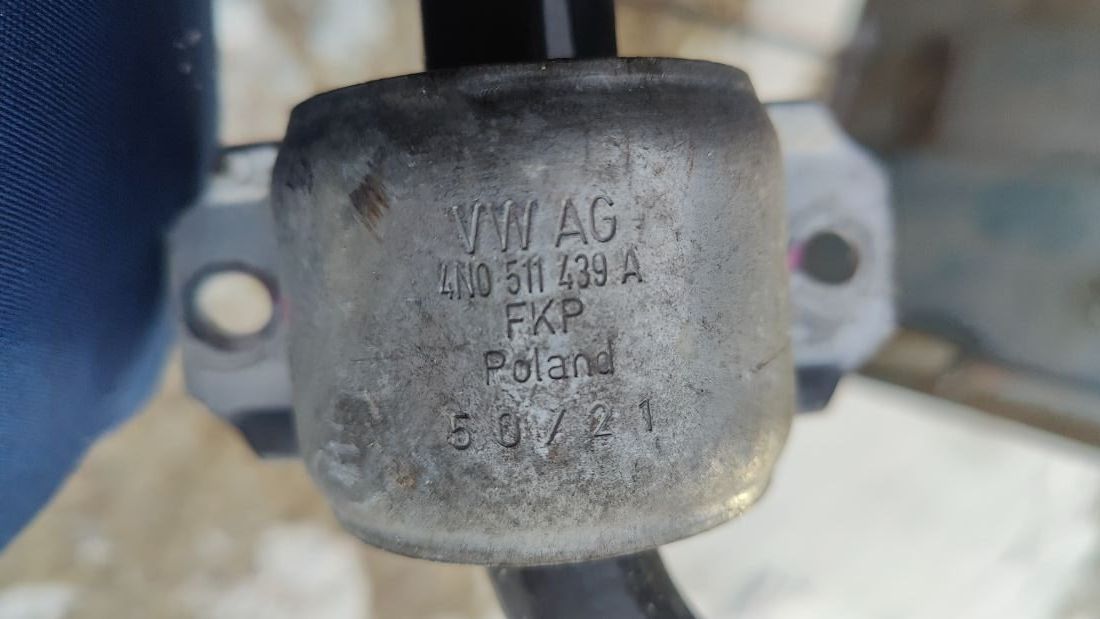 VW AG
4N0 511 439 A
FKP
Poland
50/21